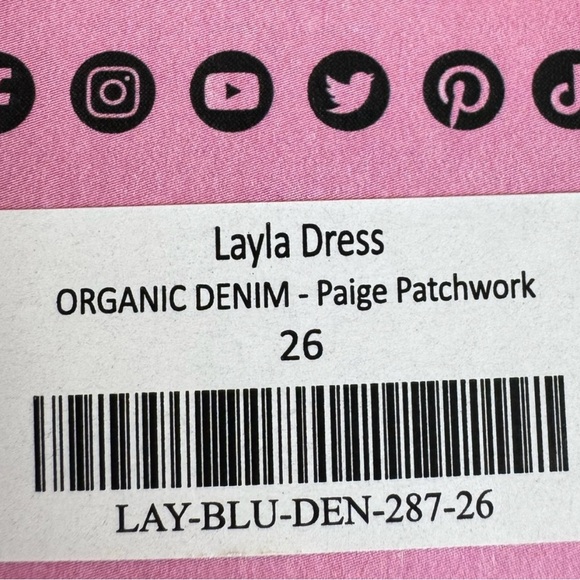 Layla Dress
ORGANIC DENIM - Paige Patchwork
26
LAY-BLU-DEN-287-26